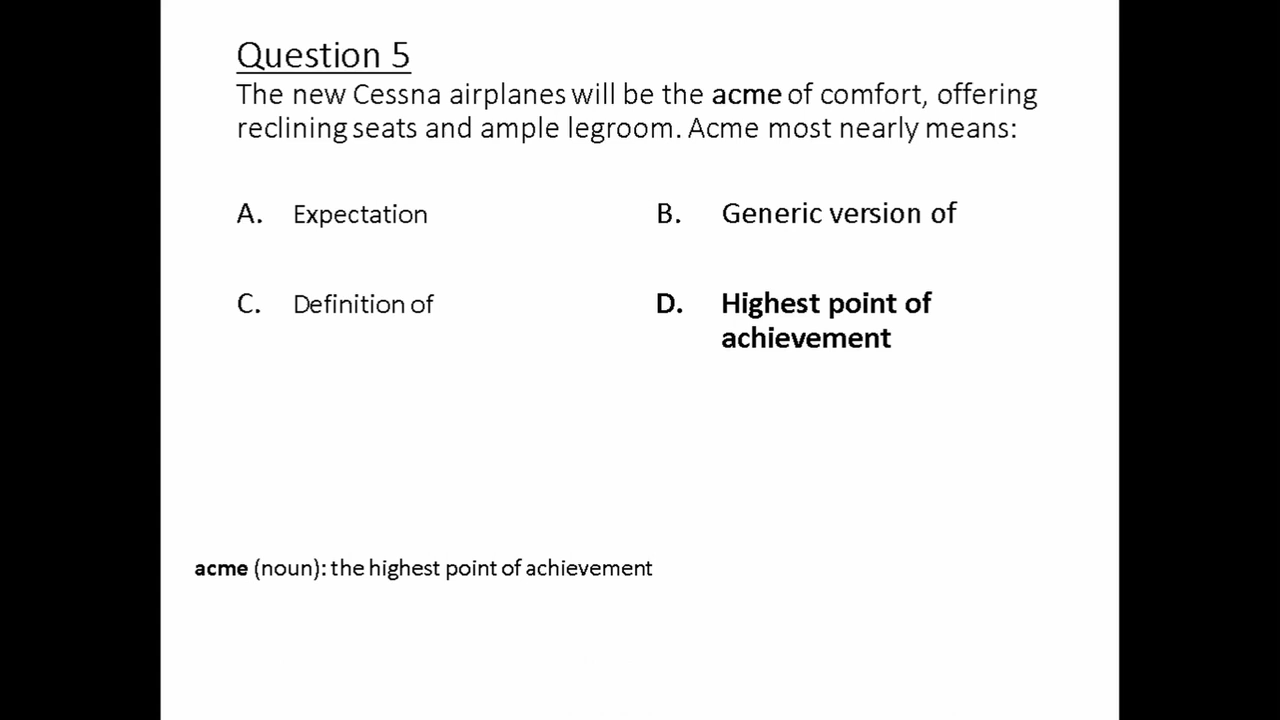 Question 5
The new Cessna airplanes will be the acme of comfort, offering
reclining seats and ample legroom. Acme most nearly means:
A. Expectation
B. Generic version of
C. Definition of
D. Highest point of
achievement
acme (noun): the highest point of achievement